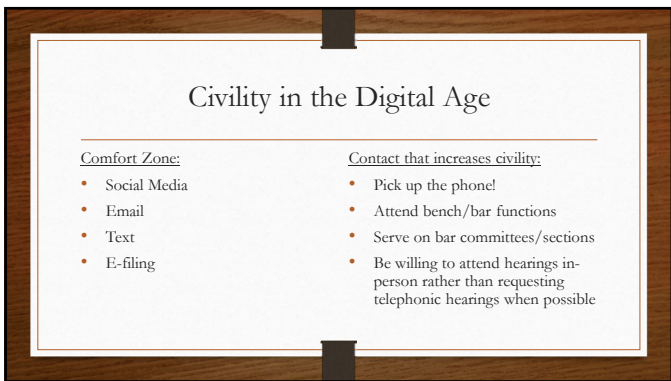 Civility in the Digital Age
Comfort Zone:
• Social Media
• Email
• Text
• E-filing
Contact that increases civility:
• Pick up the phone!
• Attend bench/bar functions
• Serve on bar committees/sections
• Be willing to attend hearings in-
person rather than requesting
telephonic hearings when possible